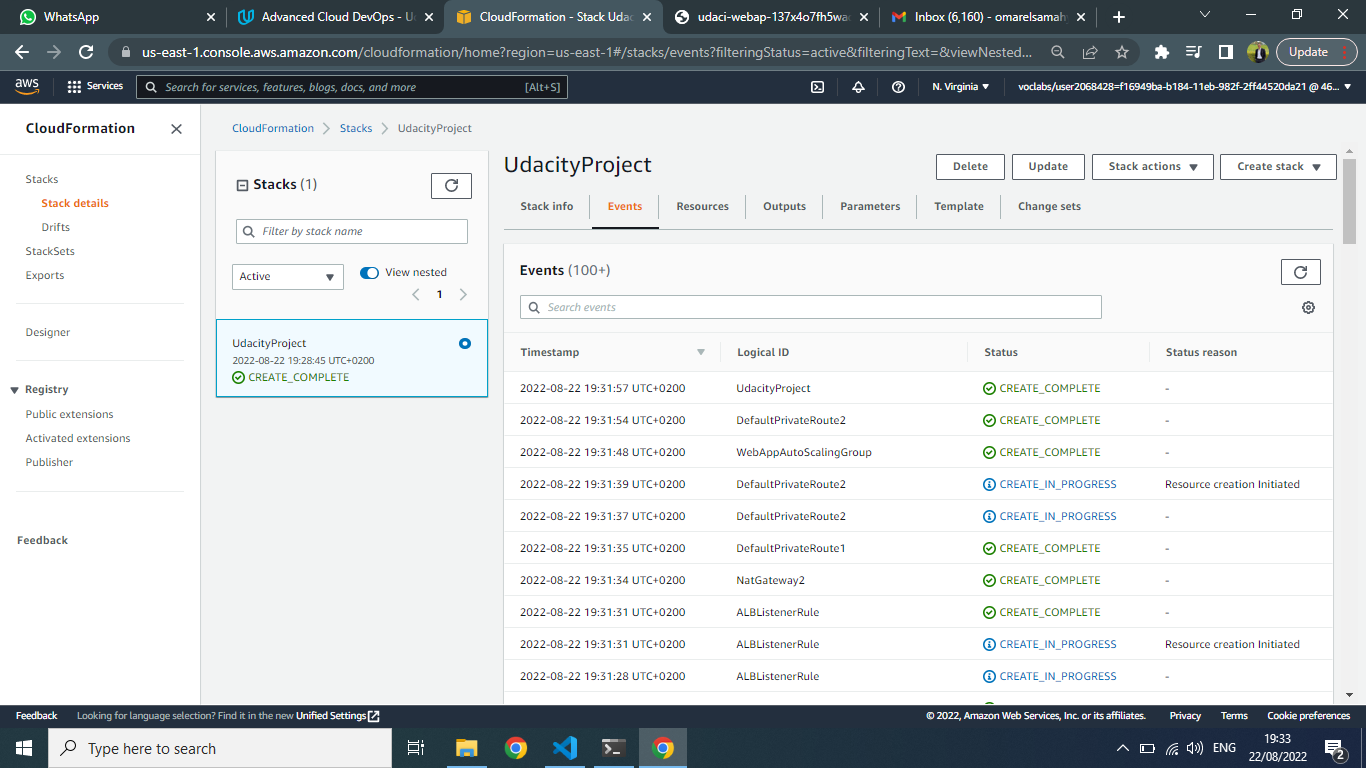 WhatsApp
Advanced Cloud DevOps - U
CloudFormation - Stack Udac
udaci-webap-137x4o7fh5wa
Inbox (6,160) - omarelsamah
us-east-1.console.aws.amazon.com/cloudformation/home?region=us-east-1#/stacks/events?filteringStatus=active&filteringText=&viewNested...
Update
aws
Services
Search for services, features, blogs, docs, and more
[Alt+S]
N. Virginia
voclabs/user2068428=f16949ba-b184-11eb-982f-2ff44520da21 @ 46...
CloudFormation
Stacks
Stack details
Drifts
StackSets
Exports
Designer
Registry
Public extensions
Activated extensions
Publisher
Feedback
CloudFormation > Stacks > UdacityProject
Stacks (1)
Filter by stack name
Active
View nested
1
UdacityProject
2022-08-22 19:28:45 UTC+0200
CREATE_COMPLETE
UdacityProject
Delete
Update
Stack actions
Create stack
Stack info
Events
Resources
Outputs
Parameters
Template
Change sets
Events (100+)
Search events
Timestamp Logical ID Status Status reason
2022-08-22 19:31:57 UTC+0200 UdacityProject CREATE_COMPLETE -
2022-08-22 19:31:54 UTC+0200 DefaultPrivateRoute2 CREATE_COMPLETE -
2022-08-22 19:31:48 UTC+0200 WebAppAutoScalingGroup CREATE_COMPLETE -
2022-08-22 19:31:39 UTC+0200 DefaultPrivateRoute2 CREATE_IN_PROGRESS Resource creation Initiated
2022-08-22 19:31:37 UTC+0200 DefaultPrivateRoute2 CREATE_IN_PROGRESS -
2022-08-22 19:31:35 UTC+0200 DefaultPrivateRoute1 CREATE_COMPLETE -
2022-08-22 19:31:34 UTC+0200 NatGateway2 CREATE_COMPLETE -
2022-08-22 19:31:31 UTC+0200 ALBListenerRule CREATE_COMPLETE -
2022-08-22 19:31:31 UTC+0200 ALBListenerRule CREATE_IN_PROGRESS Resource creation Initiated
2022-08-22 19:31:28 UTC+0200 ALBListenerRule CREATE_IN_PROGRESS -
Feedback
Looking for language selection? Find it in the new Unified Settings
© 2022, Amazon Web Services, Inc. or its affiliates.
Privacy
Terms
Cookie preferences
Type here to search
ENG
19:33
22/08/2022
2